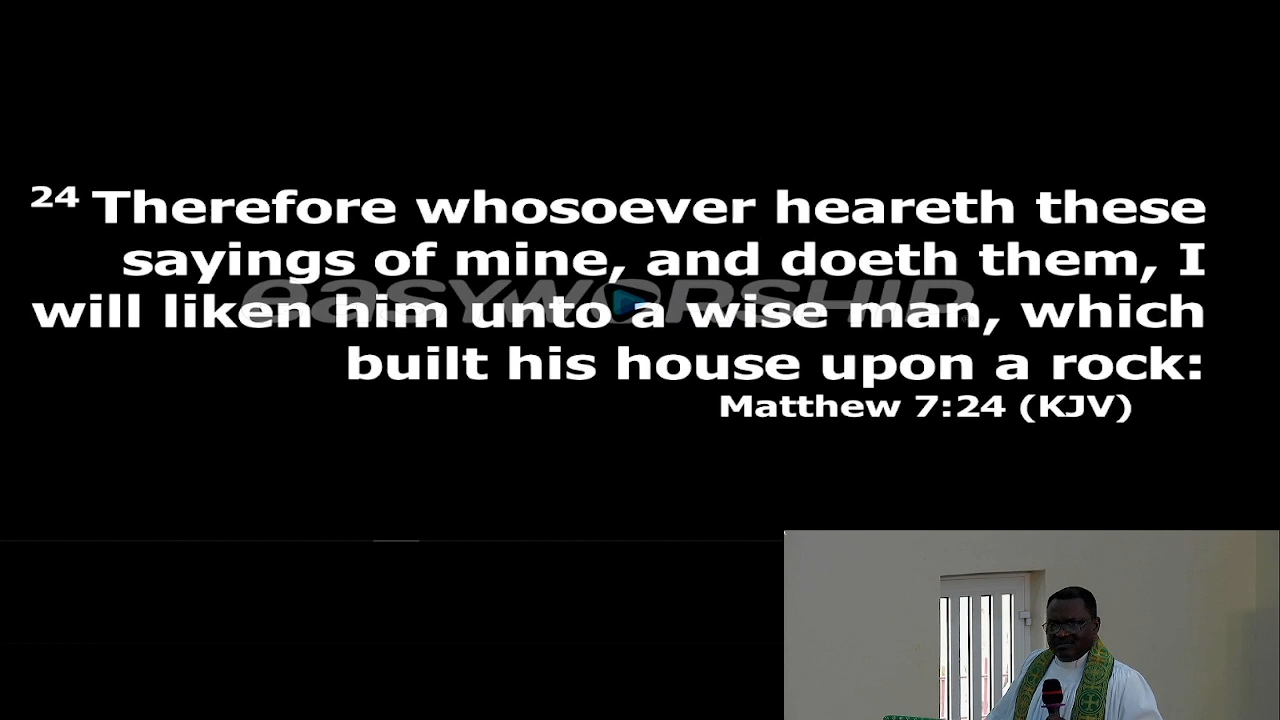 24 Therefore whosoever heareth these
sayings of mine, and doeth them, I
will liken him unto a wise man, which
built his house upon a rock:
Matthew 7:24 (KJV)
easyworship